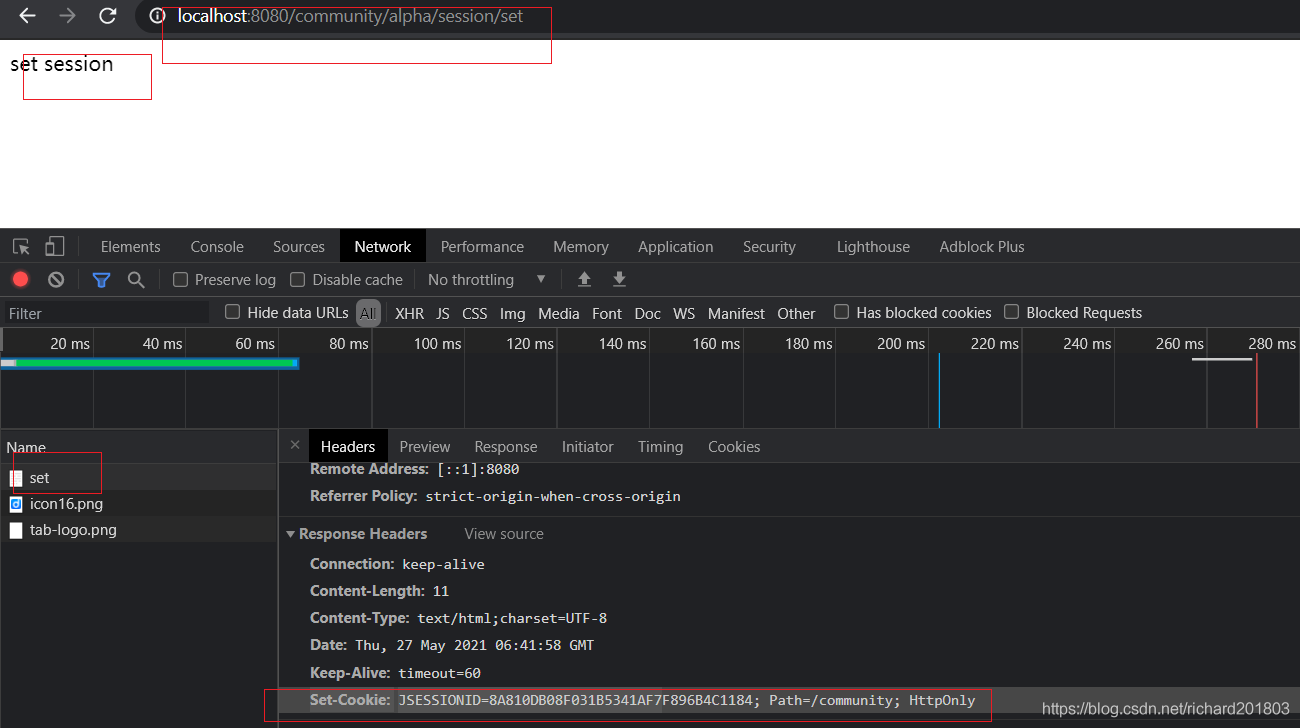 localhost:8080/community/alpha/session/set
set session
Elements Console Sources Network Performance Memory Application Security Lighthouse Adblock Plus
Preserve log Disable cache No throttling
Filter Hide data URLs All XHR JS CSS Img Media Font Doc WS Manifest Other Has blocked cookies Blocked Requests
20 ms 40 ms 60 ms 80 ms 100 ms 120 ms 140 ms 160 ms 180 ms 200 ms 220 ms 240 ms 260 ms 280 ms
Name
set
icon16.png
tab-logo.png
Headers Preview Response Initiator Timing Cookies
Remote Address: [::1]:8080
Referrer Policy: strict-origin-when-cross-origin
Response Headers View source
Connection: keep-alive
Content-Length: 11
Content-Type: text/html;charset=UTF-8
Date: Thu, 27 May 2021 06:41:58 GMT
Keep-Alive: timeout=60
Set-Cookie: JSESSIONID=8A810DB08F031B5341AF7F896B4C1184; Path=/community; HttpOnly
https://blog.csdn.net/richard201803